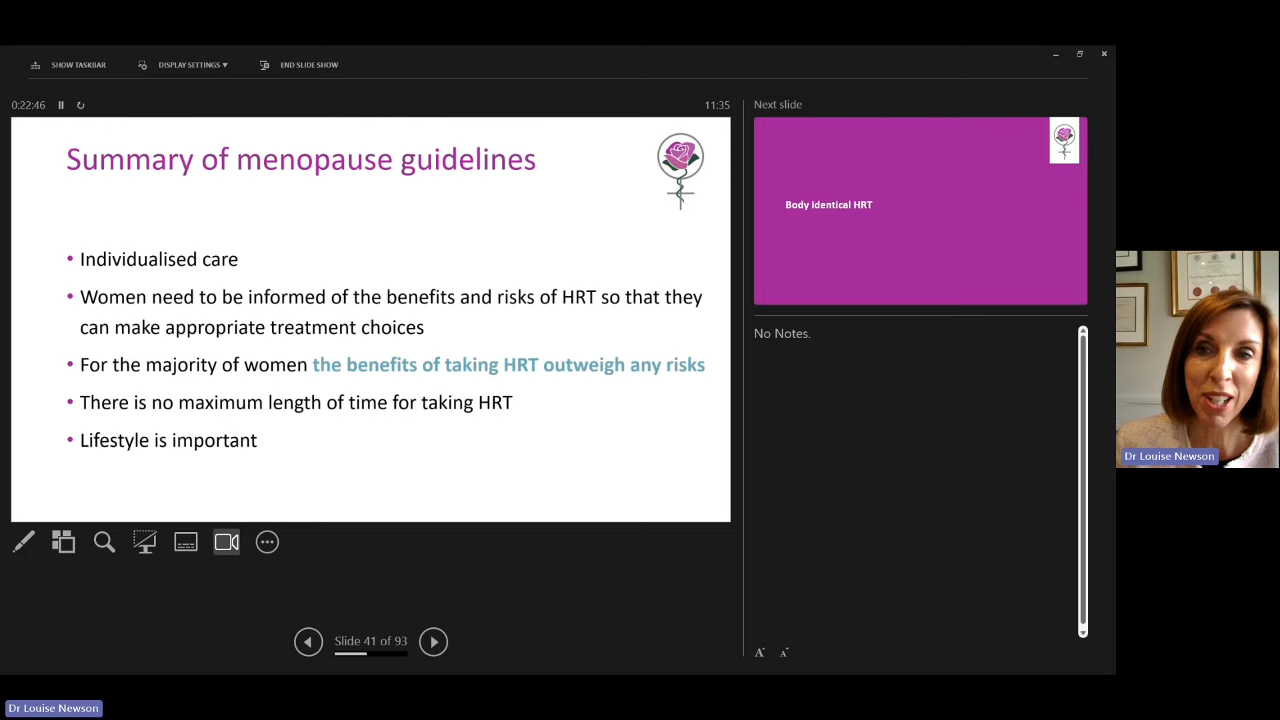 SHOW TASKBAR
DISPLAY SETTINGS ▼
END SLIDE SHOW
0:22:46
11:35
Summary of menopause guidelines
• Individualised care
• Women need to be informed of the benefits and risks of HRT so that they
can make appropriate treatment choices
• For the majority of women the benefits of taking HRT outweigh any risks
• There is no maximum length of time for taking HRT
• Lifestyle is important
Slide 41 of 93
Next slide
Body identical HRT
No Notes.
A A
Dr Louise Newson
Dr Louise Newson